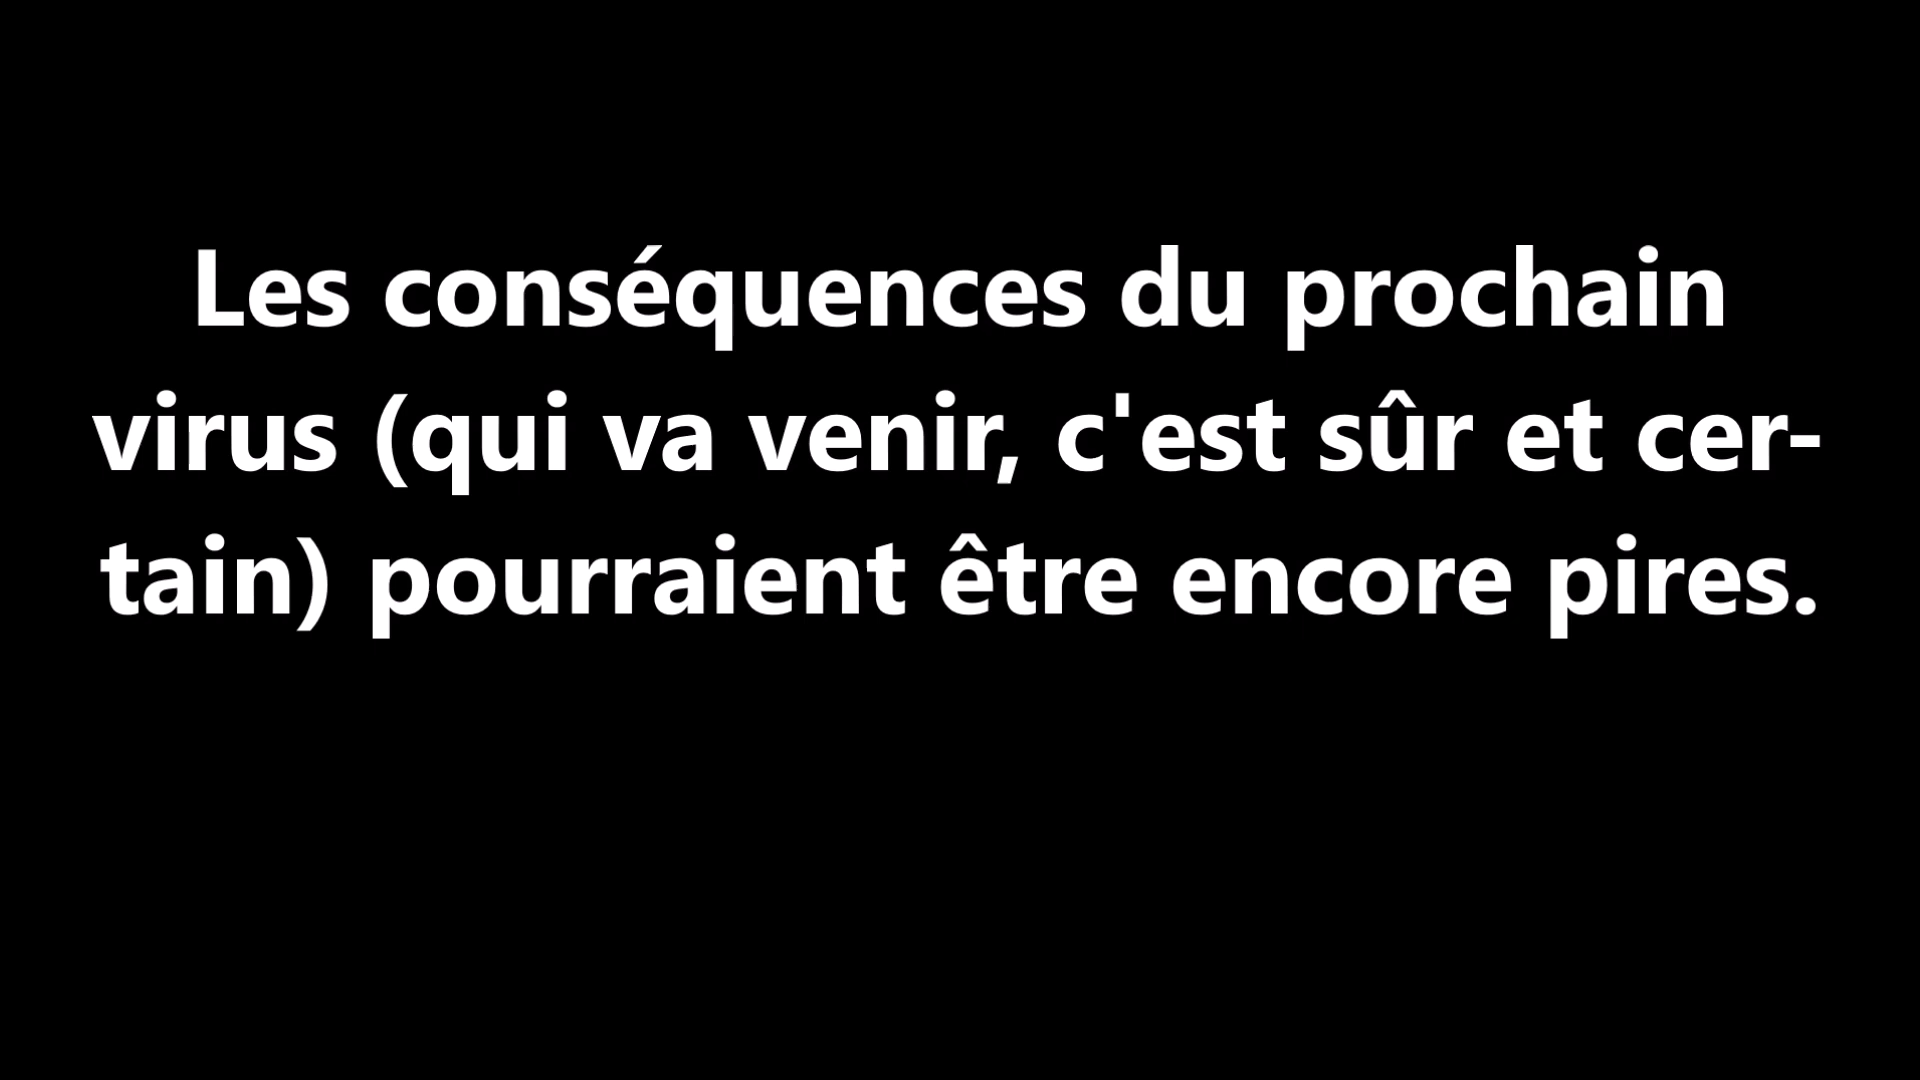 Les conséquences du prochain
virus (qui va venir, c'est sûr et cer-
tain) pourraient être encore pires.